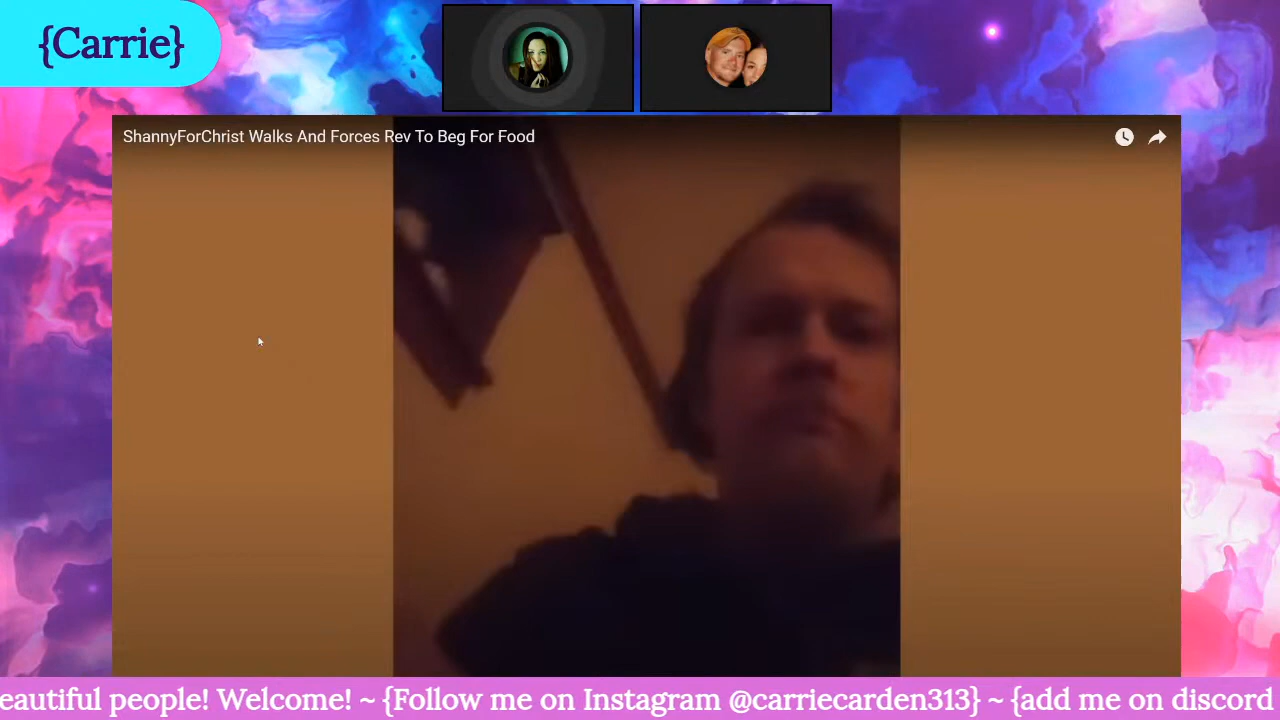 {Carrie}
ShannyForChrist Walks And Forces Rev To Beg For Food
eautiful people! Welcome! ~ {Follow me on Instagram @carriecarden313} ~ {add me on discord